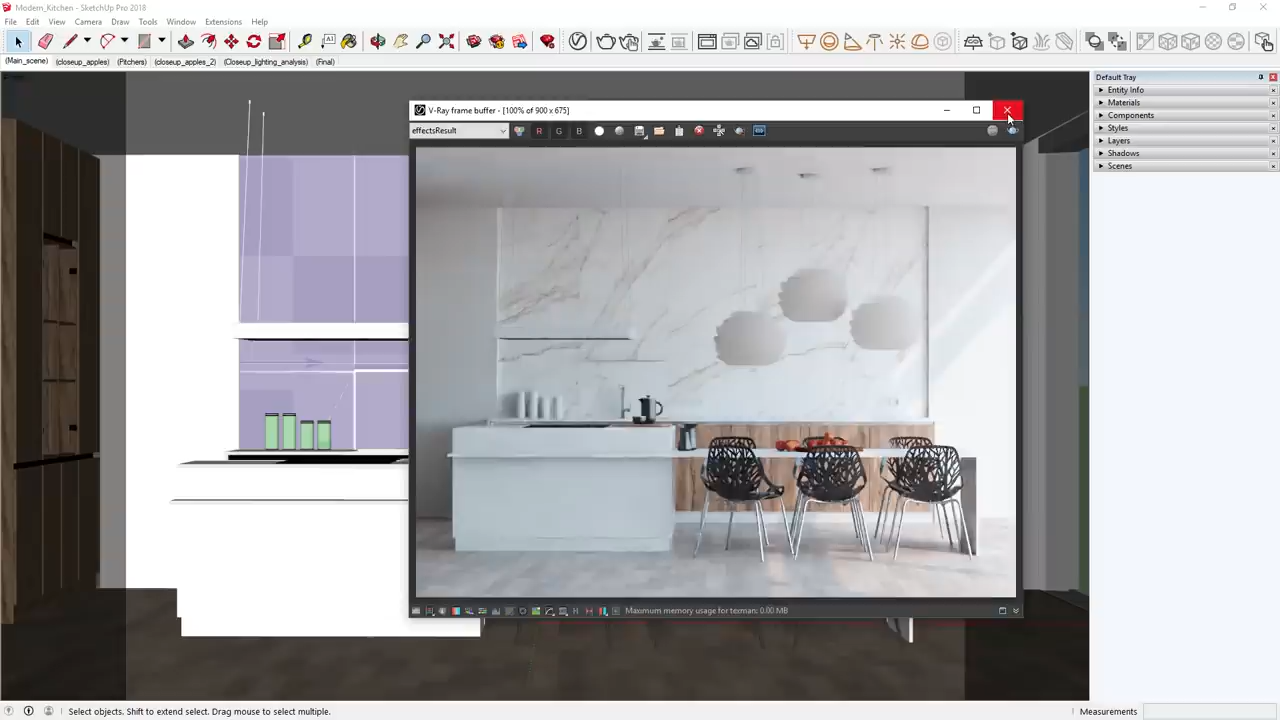 Modern_Kitchen - SketchUp Pro 2018
File Edit View Camera Draw Tools Window Extensions Help
(Main_scene) (closeup_apples) (Pitchers) (closeup_apples_2) (Closeup_lighting_analysis) (Final)
Default Tray
Entity Info
Materials
Components
Styles
Layers
Shadows
Scenes
V-Ray frame buffer - [100% of 900 x 675]
effectsResult
R G B
Maximum memory usage for texman: 0.00 MB
Select objects. Shift to extend select. Drag mouse to select multiple.
Measurements